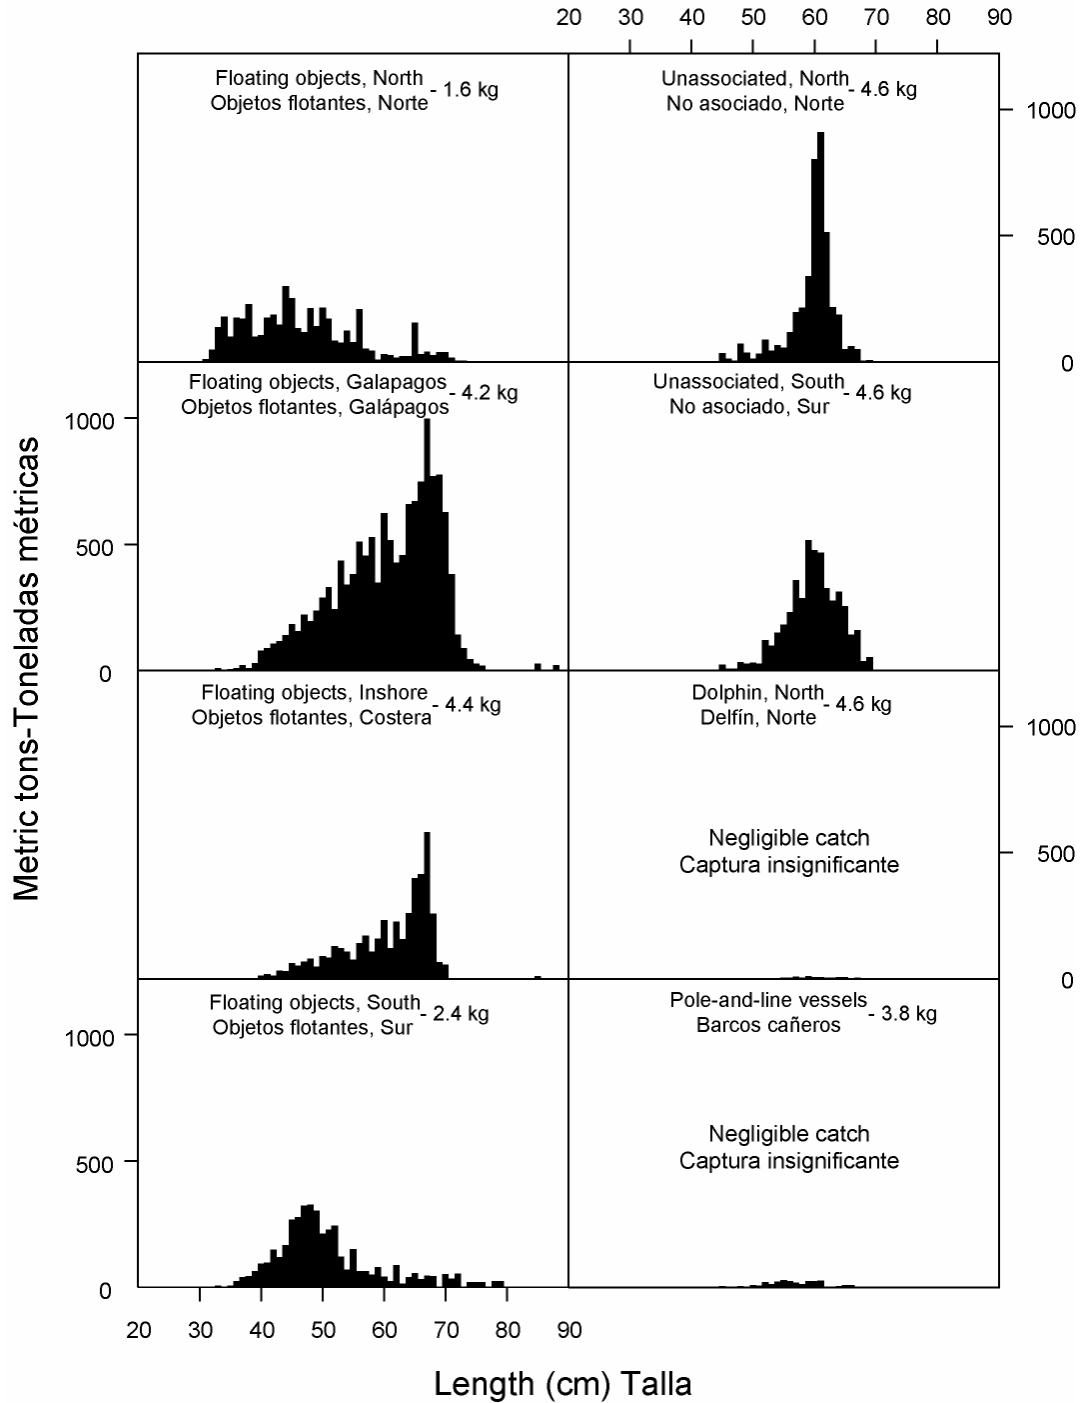 20 30 40 50 60 70 80 90
Floating objects, North - 1.6 kg
Objetos flotantes, Norte
Unassociated, North - 4.6 kg
No asociado, Norte
1000
500
0
Floating objects, Galapagos - 4.2 kg
Objetos flotantes, Galápagos
Unassociated, South - 4.6 kg
No asociado, Sur
1000
500
0
Metric tons-Toneladas métricas
Floating objects, Inshore - 4.4 kg
Objetos flotantes, Costera
Dolphin, North - 4.6 kg
Delfín, Norte
Negligible catch
Captura insignificante
1000
500
0
Floating objects, South - 2.4 kg
Objetos flotantes, Sur
Pole-and-line vessels - 3.8 kg
Barcos cañeros
Negligible catch
Captura insignificante
1000
500
0
20 30 40 50 60 70 80 90
Length (cm) Talla